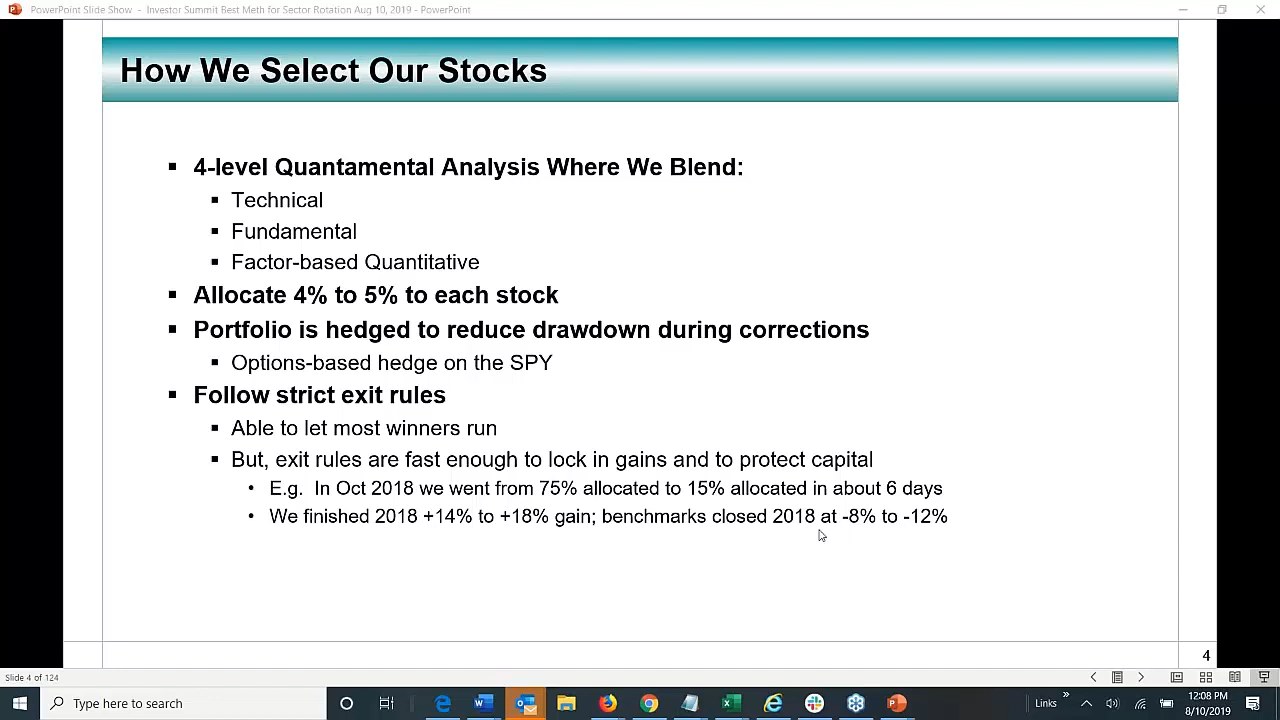 PowerPoint Slide Show - Investor Summit Best Meth for Sector Rotation Aug 10, 2019 - PowerPoint
How We Select Our Stocks
▪ 4-level Quantamental Analysis Where We Blend:
▪ Technical
▪ Fundamental
▪ Factor-based Quantitative
▪ Allocate 4% to 5% to each stock
▪ Portfolio is hedged to reduce drawdown during corrections
▪ Options-based hedge on the SPY
▪ Follow strict exit rules
▪ Able to let most winners run
▪ But, exit rules are fast enough to lock in gains and to protect capital
• E.g. In Oct 2018 we went from 75% allocated to 15% allocated in about 6 days
• We finished 2018 +14% to +18% gain; benchmarks closed 2018 at -8% to -12%
4
Slide 4 of 124
Type here to search
Links
12:08 PM
8/10/2019